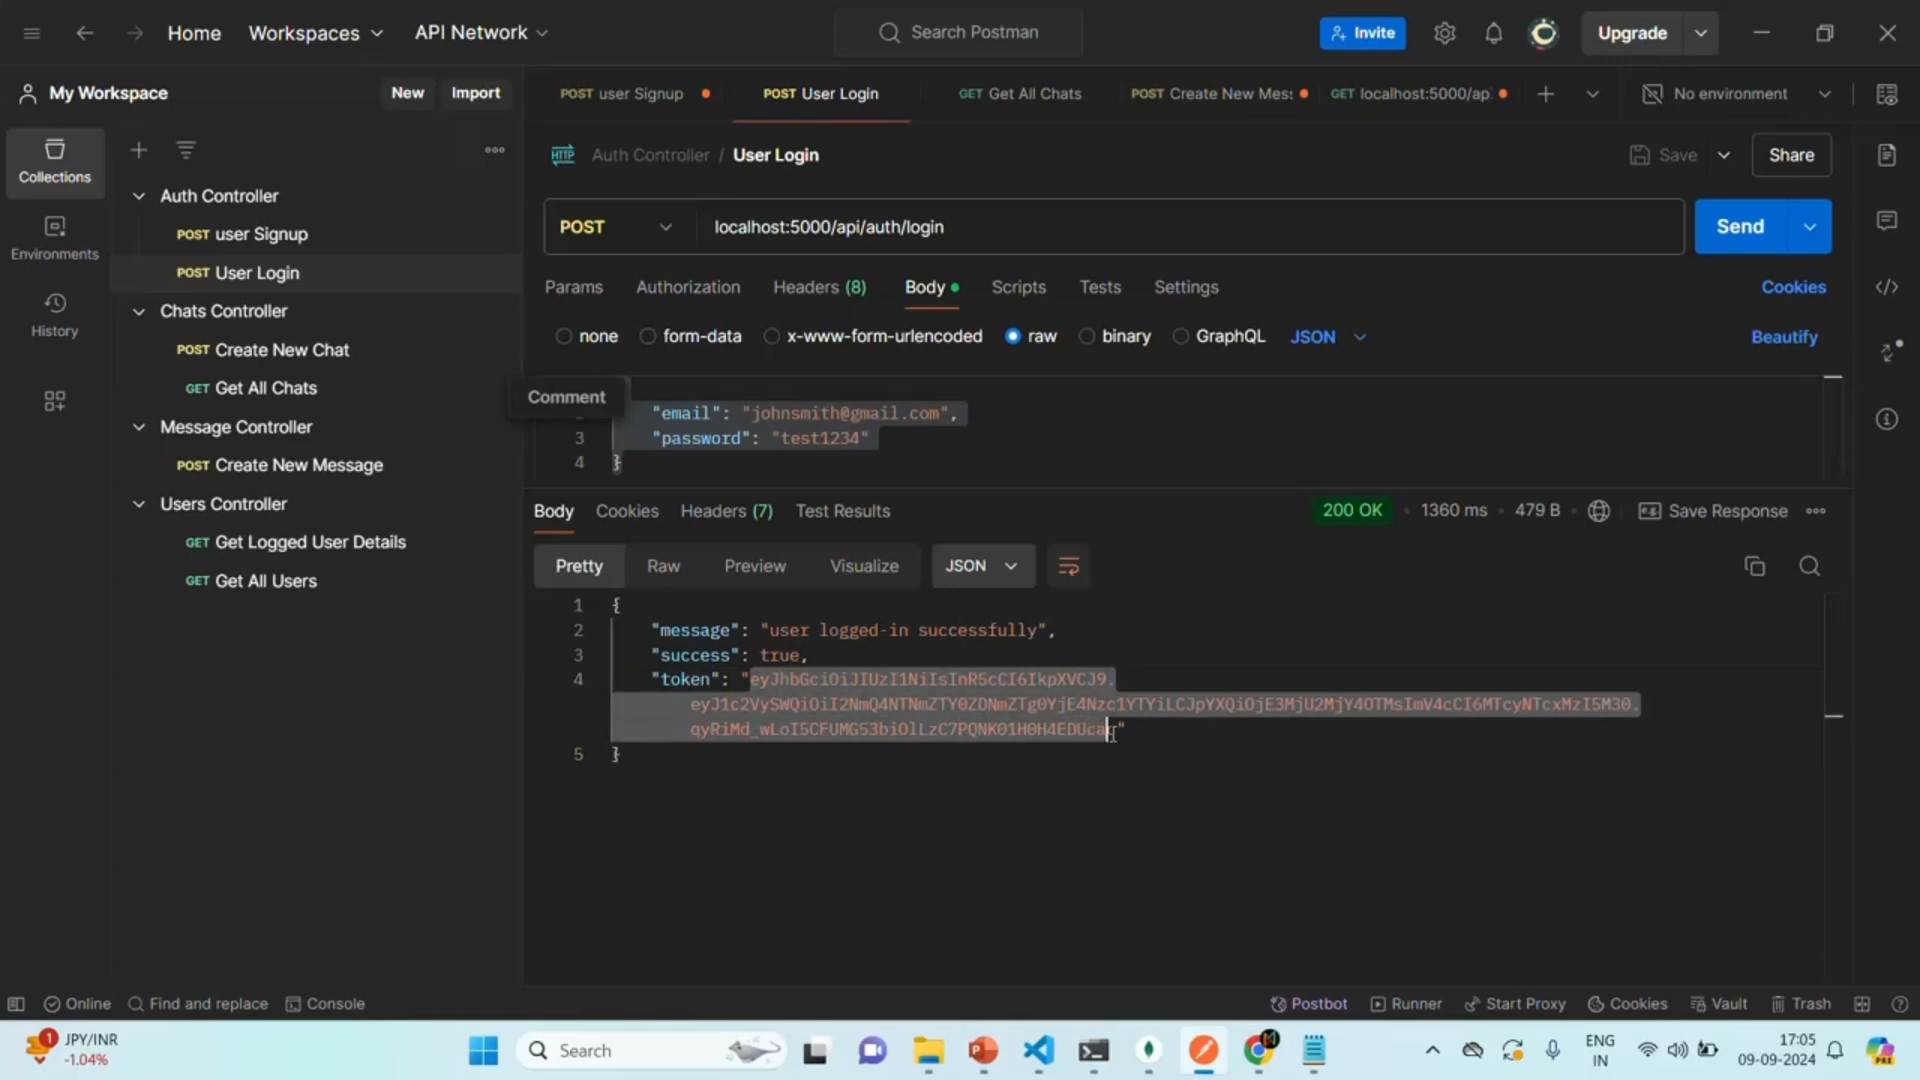 Home
Workspaces
API Network
Search Postman
Invite
Upgrade
My Workspace
New
Import
POST user Signup
POST User Login
GET Get All Chats
POST Create New Mes
GET localhost:5000/ap
No environment
Collections
Environments
History
Auth Controller
POST user Signup
POST User Login
Chats Controller
POST Create New Chat
GET Get All Chats
Message Controller
POST Create New Message
Users Controller
GET Get Logged User Details
GET Get All Users
HTTP
Auth Controller / User Login
Save
Share
POST
localhost:5000/api/auth/login
Send
Params
Authorization
Headers (8)
Body
Scripts
Tests
Settings
Cookies
none
form-data
x-www-form-urlencoded
raw
binary
GraphQL
JSON
Beautify
Comment
"email": "johnsmith@gmail.com",
3 "password": "test1234"
4 }
Body
Cookies
Headers (7)
Test Results
200 OK
1360 ms
479 B
Save Response
Pretty
Raw
Preview
Visualize
JSON
1 {
2 "message": "user logged-in successfully",
3 "success": true,
4 "token": "eyJhbGciOiJIUzI1NiIsInR5cCI6IkpXVCJ9.
eyJ1c2VySWQiOiI2NmQ4NTNmZTY0ZDNmZTg0YjE4Nzc1YTYiLCJpYXQiOjE3MjU2MjY4OTMsImV4cCI6MTcyNTcxMzI5M30.
5 }
Online
Find and replace
Console
Postbot
Runner
Start Proxy
Cookies
Vault
Trash
1
JPY/INR
-1.04%
Search
ENG
IN
17:05
09-09-2024
PRE